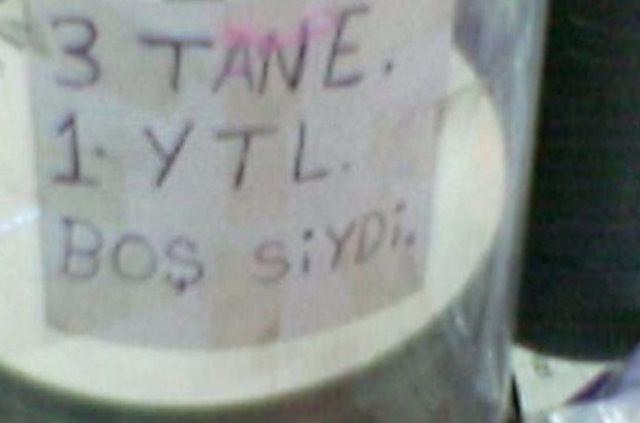 3 TANE.
1. YTL.
BOŞ SiYDi.